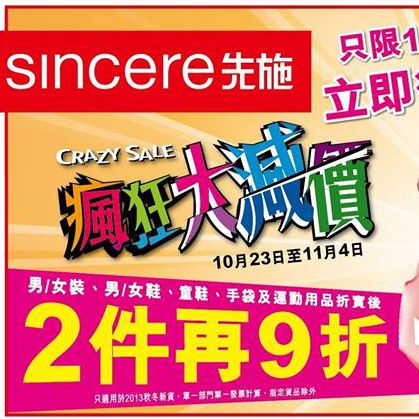 sincere先施
只限1
立即
CRAZY SALE
瘋狂大減價
10月23日至11月4日
男/女裝、男/女鞋、童鞋、手袋及運動用品折實後
2件再9折
只適用於2013秋冬新貨，單一部門單一發票計算，指定貨品除外